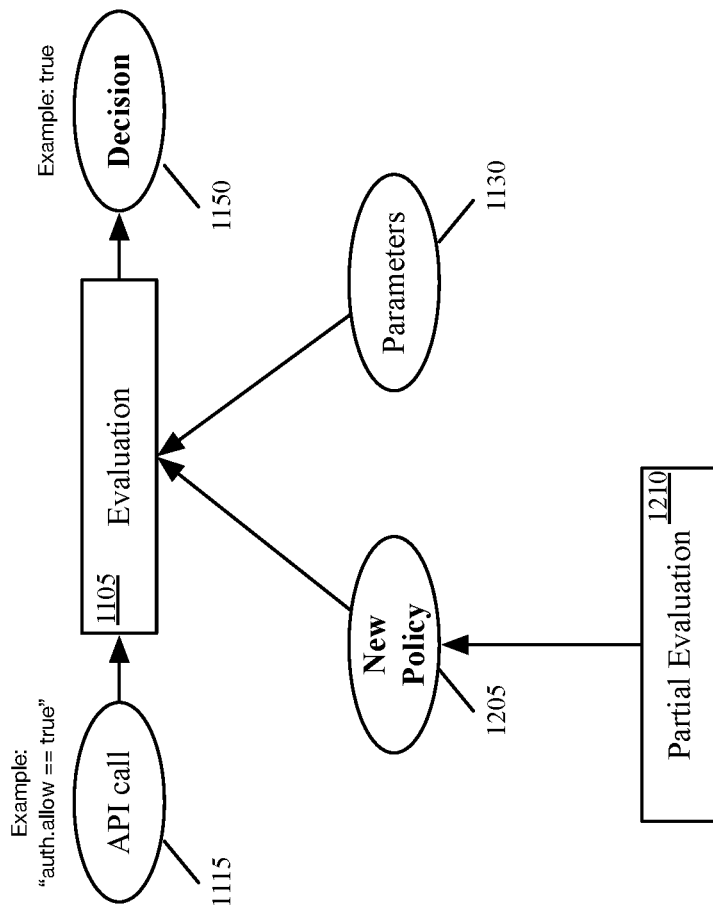 Example:
“auth.allow == true”
API call
1115
1105
Evaluation
Example: true
Decision
1150
New
Policy
1205
Parameters
1130
Partial Evaluation
1210